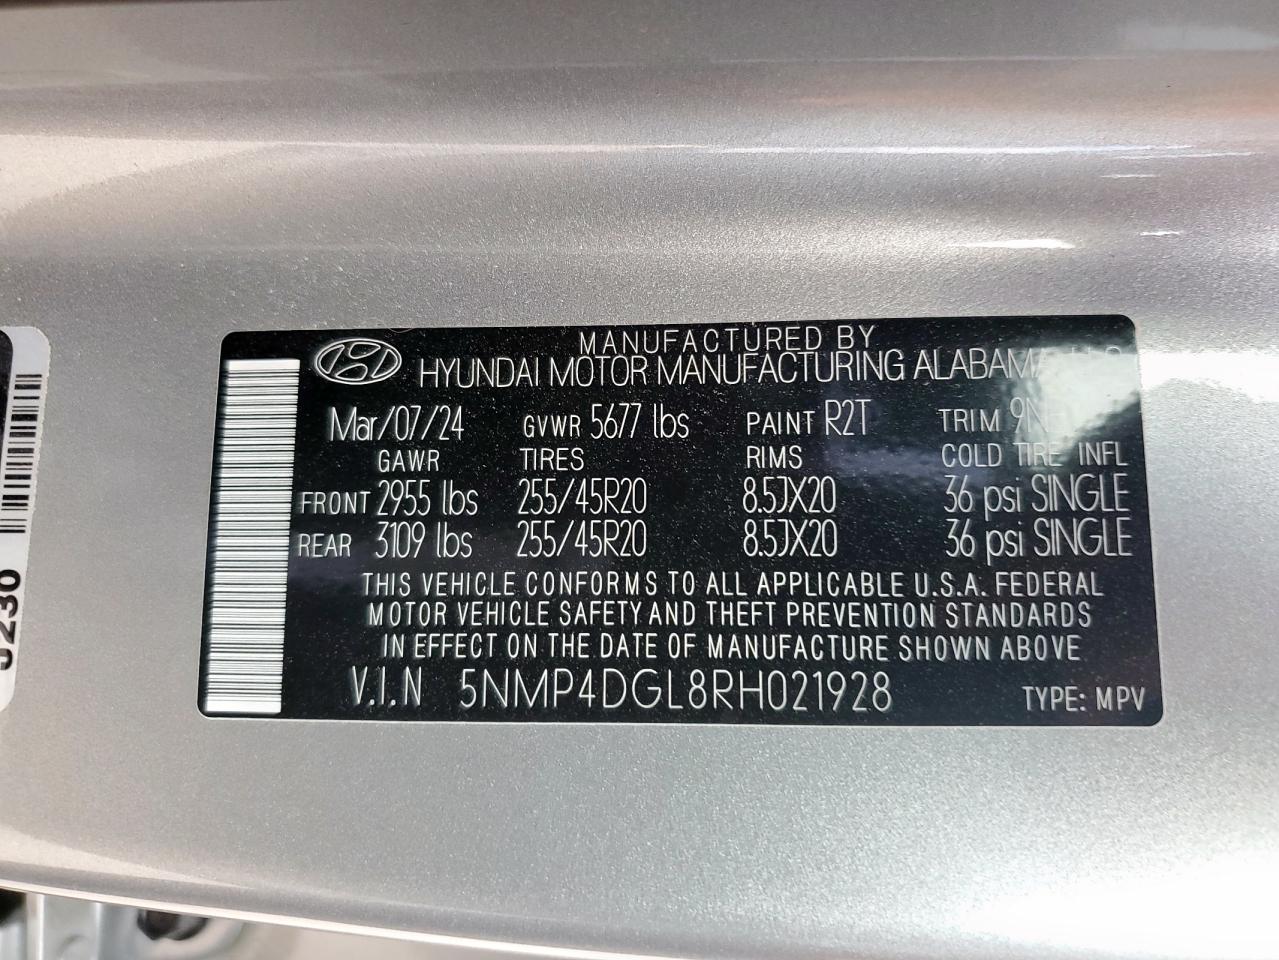 MANUFACTURED BY
HYUNDAI MOTOR MANUFACTURING
Mar/07/24 GVWR 5677 lbs PAINT R2T TRIM
GAWR TIRES RIMS COLD TIRE INFL
FRONT 2955 lbs 255/45R20 8.5JX20 36 psi SINGLE
REAR 3109 lbs 255/45R20 8.5JX20 36 psi SINGLE
THIS VEHICLE CONFORMS TO ALL APPLICABLE U.S.A. FEDERAL
MOTOR VEHICLE SAFETY AND THEFT PREVENTION STANDARDS
IN EFFECT ON THE DATE OF MANUFACTURE SHOWN ABOVE
V.I.N 5NMP4DGL8RH021928 TYPE: MPV